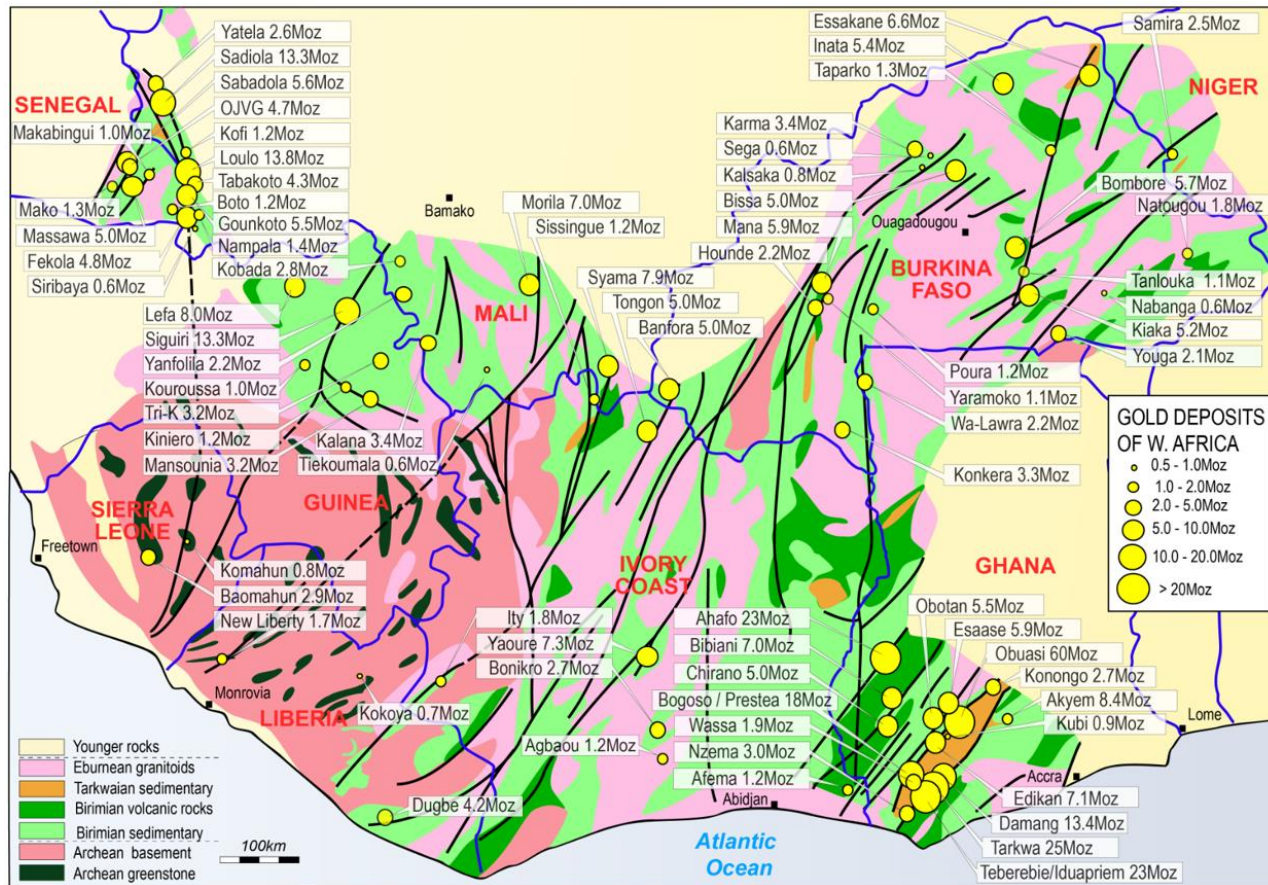 Yatela 2.6Moz
Sadiola 13.3Moz
Sabadola 5.6Moz
OJVG 4.7Moz
SENEGAL
Makabingui 1.0Moz
Kofi 1.2Moz
Loulo 13.8Moz
Tabakoto 4.3Moz
Boto 1.2Moz
Mako 1.3Moz
Gounkoto 5.5Moz
Massawa 5.0Moz
Nampala 1.4Moz
Fekola 4.8Moz
Kobada 2.8Moz
Siribaya 0.6Moz
Lefa 8.0Moz
Siguiri 13.3Moz
Yanfolila 2.2Moz
Kouroussa 1.0Moz
Tri-K 3.2Moz
Kiniero 1.2Moz
Mansounia 3.2Moz
Kalana 3.4Moz
Tiekoumala 0.6Moz
Bamako
MALI
Morila 7.0Moz
Sissingue 1.2Moz
Syama 7.9Moz
Tongon 5.0Moz
Banfora 5.0Moz
Essakane 6.6Moz
Inata 5.4Moz
Taparko 1.3Moz
Samira 2.5Moz
NIGER
Karma 3.4Moz
Sega 0.6Moz
Kalsaka 0.8Moz
Bissa 5.0Moz
Mana 5.9Moz
Hounde 2.2Moz
Ouagadougou
BURKINA
FASO
Bombore 5.7Moz
Natougou 1.8Moz
Tanlouka 1.1Moz
Nabanga 0.6Moz
Kiaka 5.2Moz
Youga 2.1Moz
Poura 1.2Moz
Yaramoko 1.1Moz
Wa-Lawra 2.2Moz
Konkera 3.3Moz
GOLD DEPOSITS
OF W. AFRICA
0.5 - 1.0Moz
1.0 - 2.0Moz
2.0 - 5.0Moz
5.0 - 10.0Moz
10.0 - 20.0Moz
> 20Moz
SIERRA
LEONE
Freetown
GUINEA
Komahun 0.8Moz
Baomahun 2.9Moz
New Liberty 1.7Moz
Monrovia
LIBERIA
Kokoya 0.7Moz
Dugbe 4.2Moz
IVORY
COAST
Ity 1.8Moz
Yaoure 7.3Moz
Bonikro 2.7Moz
Agbaou 1.2Moz
Abidjan
GHANA
Ahafo 23Moz
Bibiani 7.0Moz
Chirano 5.0Moz
Bogoso / Prestea 18Moz
Wassa 1.9Moz
Nzema 3.0Moz
Afema 1.2Moz
Obotan 5.5Moz
Esaase 5.9Moz
Obuasi 60Moz
Konongo 2.7Moz
Akyem 8.4Moz
Kubi 0.9Moz
Lome
Accra
Edikan 7.1Moz
Damang 13.4Moz
Tarkwa 25Moz
Teberebie/Iduapriem 23Moz
Atlantic
Ocean
Younger rocks
Eburnean granitoids
Tarkwaian sedimentary
Birimian volcanic rocks
Birimian sedimentary
Archean basement
Archean greenstone
100km